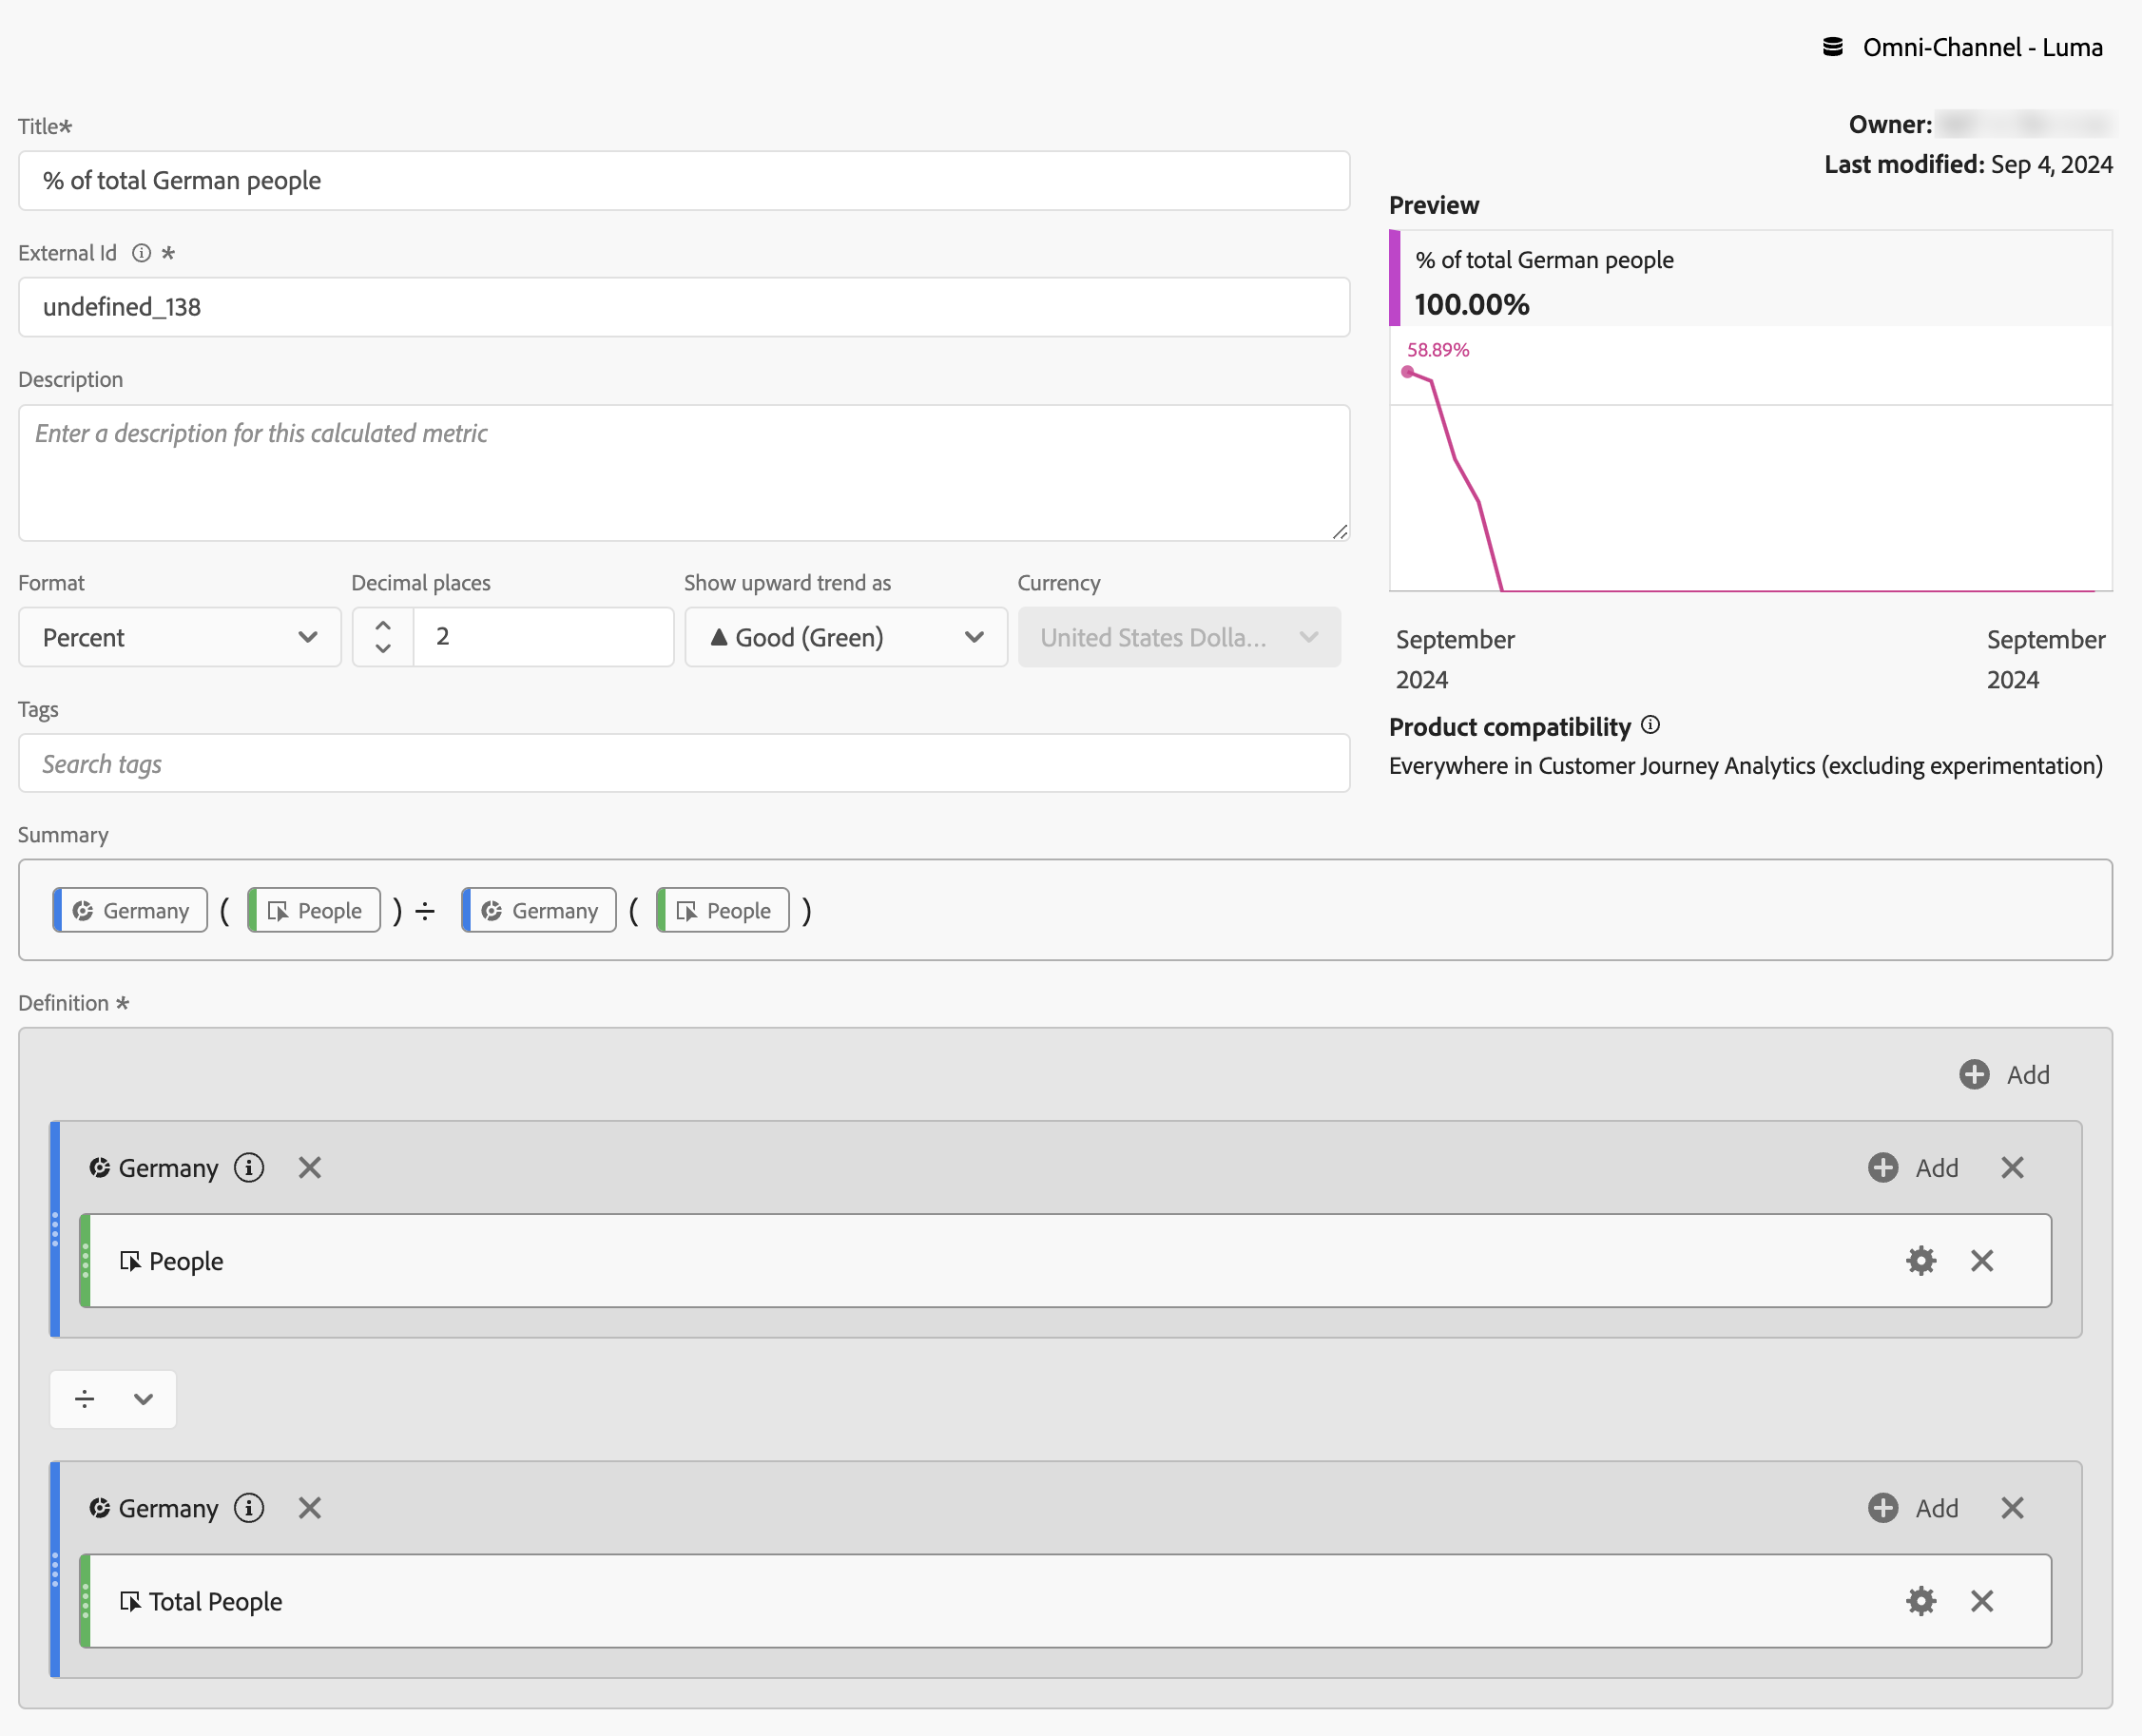 Omni-Channel - Luma
Title*
% of total German people
Owner:
Last modified: Sep 4, 2024
External Id *
undefined_138
Preview
% of total German people
100.00%
58.89%
September
2024
September
2024
Description
Enter a description for this calculated metric
Format
Decimal places
Show upward trend as
Currency
Percent
2
Good (Green)
United States Dolla...
Tags
Search tags
Product compatibility
Everywhere in Customer Journey Analytics (excluding experimentation)
Summary
Germany ( People ) ÷ Germany ( People )
Definition *
Add
Germany
Add
People
÷
Germany
Add
Total People